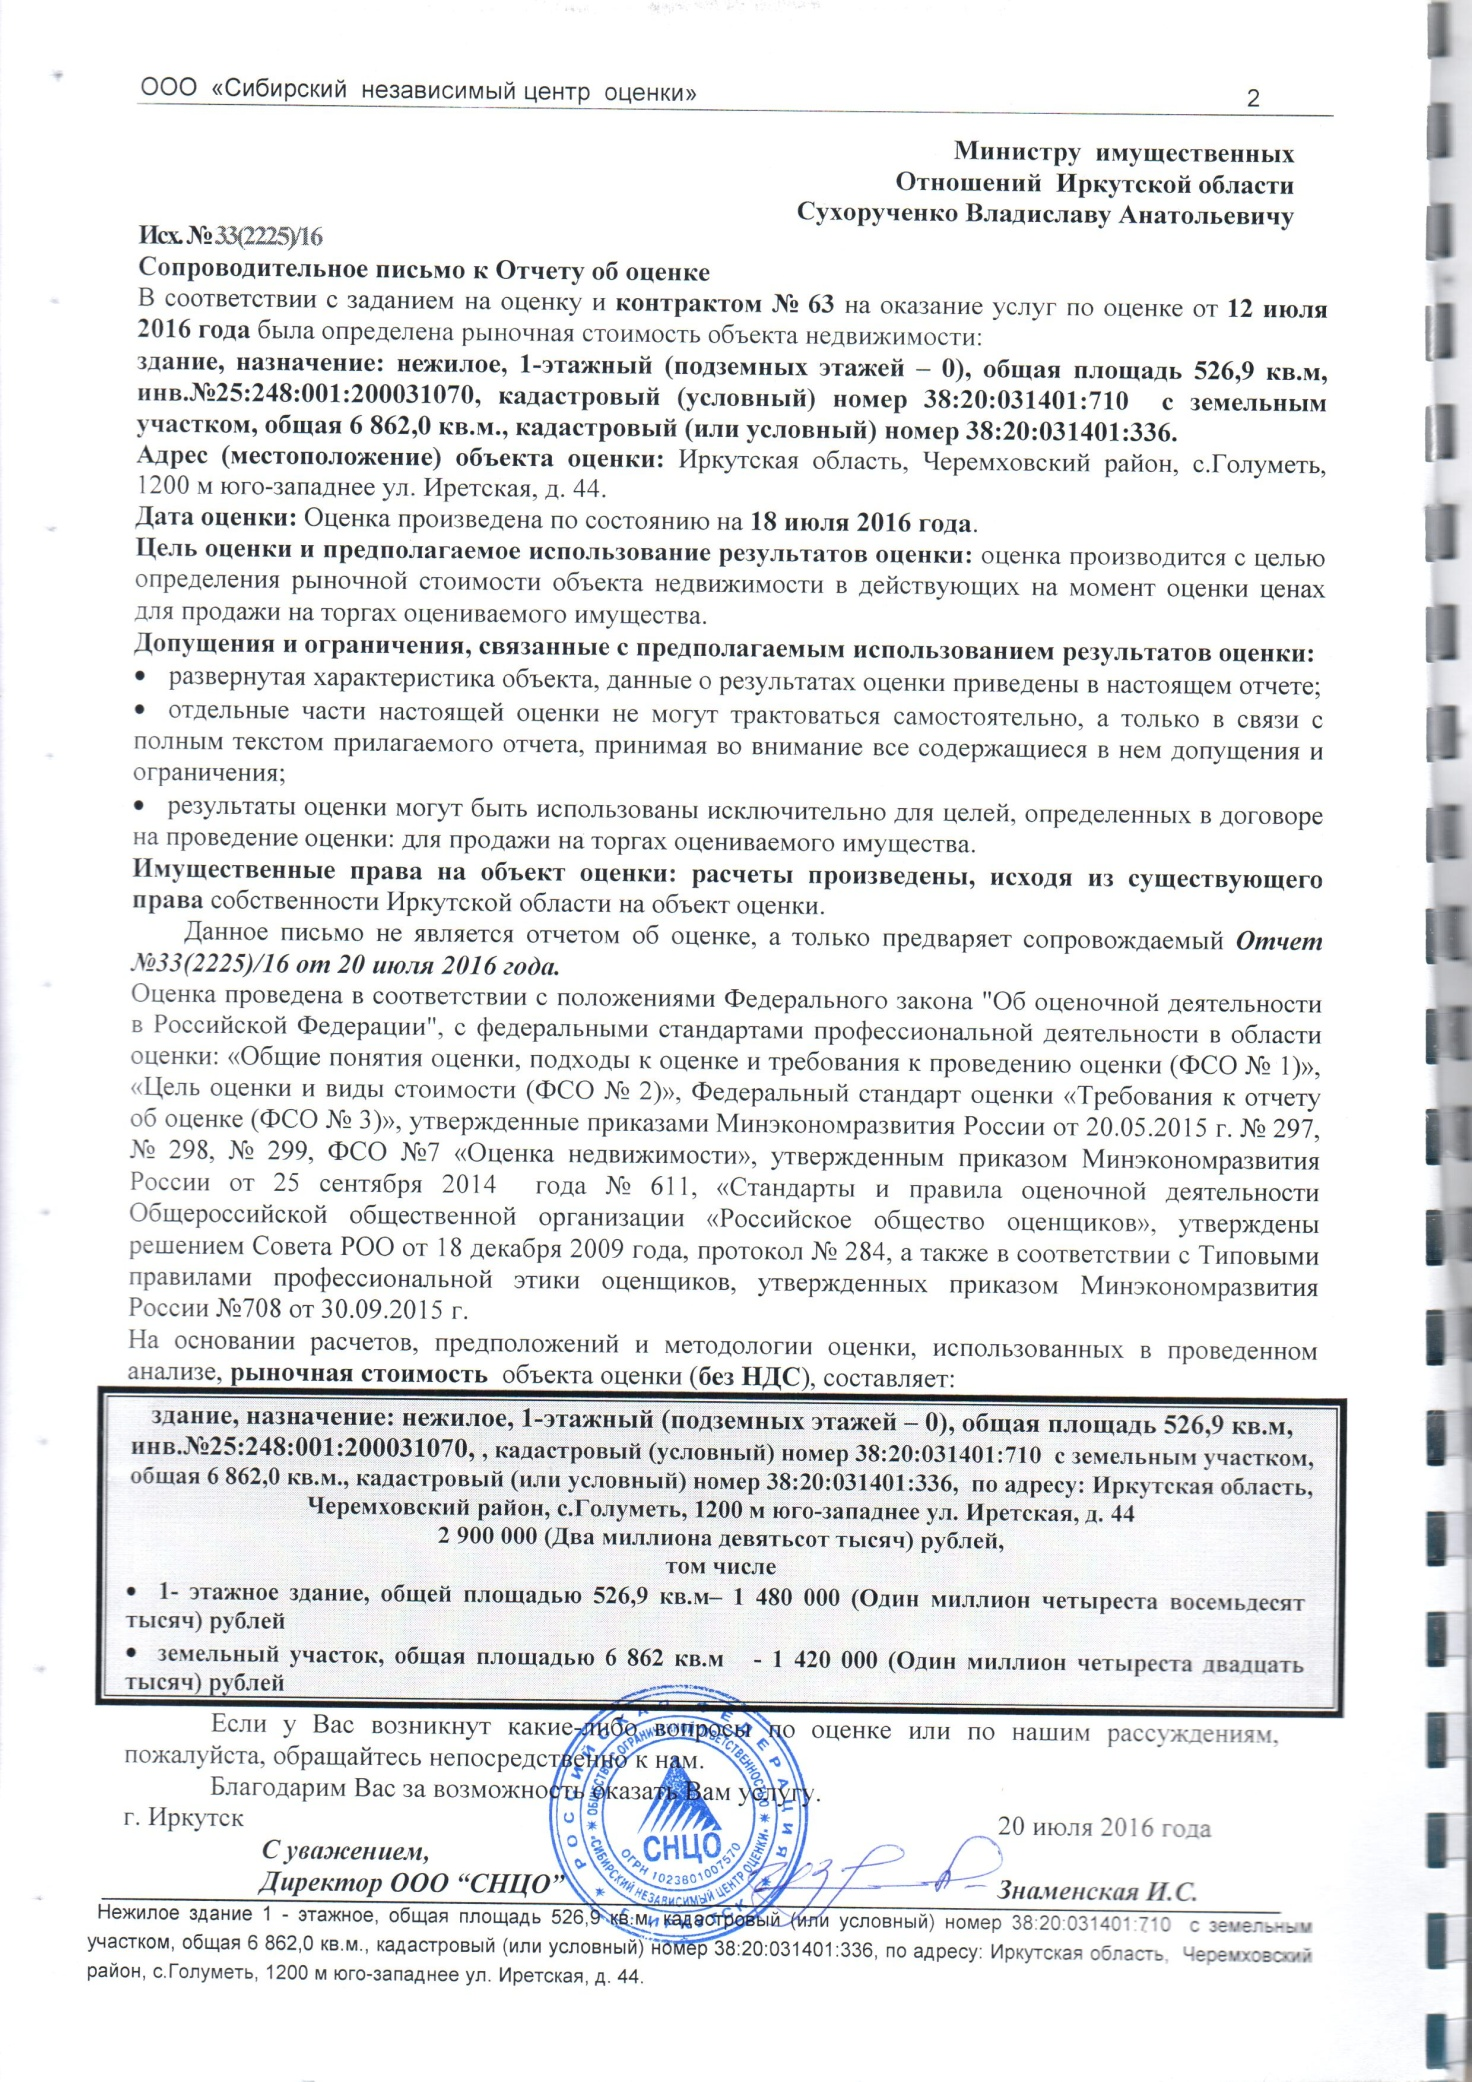 ООО «Сибирский независимый центр оценки» 2
Министру имущественных
Отношений Иркутской области
Сухорученко Владиславу Анатольевичу
Исх. № 33(2225)/16
Сопроводительное письмо к Отчету об оценке
В соответствии с заданием на оценку и контрактом № 63 на оказание услуг по оценке от 12 июля
2016 года была определена рыночная стоимость объекта недвижимости:
здание, назначение: нежилое, 1-этажный (подземных этажей – 0), общая площадь 526,9 кв.м,
инв.№25:248:001:200031070, кадастровый (условный) номер 38:20:031401:710 с земельным
участком, общая 6 862,0 кв.м., кадастровый (или условный) номер 38:20:031401:336.
Адрес (местоположение) объекта оценки: Иркутская область, Черемховский район, с.Голуметь,
1200 м юго-западнее ул. Иретская, д. 44.
Дата оценки: Оценка произведена по состоянию на 18 июля 2016 года.
Цель оценки и предполагаемое использование результатов оценки: оценка производится с целью
определения рыночной стоимости объекта недвижимости в действующих на момент оценки ценах
для продажи на торгах оцениваемого имущества.
Допущения и ограничения, связанные с предполагаемым использованием результатов оценки:
• развернутая характеристика объекта, данные о результатах оценки приведены в настоящем отчете;
• отдельные части настоящей оценки не могут трактоваться самостоятельно, а только в связи с
полным текстом прилагаемого отчета, принимая во внимание все содержащиеся в нем допущения и
ограничения;
• результаты оценки могут быть использованы исключительно для целей, определенных в договоре
на проведение оценки: для продажи на торгах оцениваемого имущества.
Имущественные права на объект оценки: расчеты произведены, исходя из существующего
права собственности Иркутской области на объект оценки.
Данное письмо не является отчетом об оценке, а только предваряет сопровождаемый Отчет
№33(2225)/16 от 20 июля 2016 года.
Оценка проведена в соответствии с положениями Федерального закона "Об оценочной деятельности
в Российской Федерации", с федеральными стандартами профессиональной деятельности в области
оценки: «Общие понятия оценки, подходы к оценке и требования к проведению оценки (ФСО № 1)»,
«Цель оценки и виды стоимости (ФСО № 2)», Федеральный стандарт оценки «Требования к отчету
об оценке (ФСО № 3)», утвержденные приказами Минэкономразвития России от 20.05.2015 г. № 297,
№ 298, № 299, ФСО №7 «Оценка недвижимости», утвержденным приказом Минэкономразвития
России от 25 сентября 2014 года № 611, «Стандарты и правила оценочной деятельности
Общероссийской общественной организации «Российское общество оценщиков», утверждены
решением Совета РОО от 18 декабря 2009 года, протокол № 284, а также в соответствии с Типовыми
правилами профессиональной этики оценщиков, утвержденных приказом Минэкономразвития
России №708 от 30.09.2015 г.
На основании расчетов, предположений и методологии оценки, использованных в проведенном
анализе, рыночная стоимость объекта оценки (без НДС), составляет:
здание, назначение: нежилое, 1-этажный (подземных этажей – 0), общая площадь 526,9 кв.м,
инв.№25:248:001:200031070, , кадастровый (условный) номер 38:20:031401:710 с земельным участком,
общая 6 862,0 кв.м., кадастровый (или условный) номер 38:20:031401:336, по адресу: Иркутская область,
Черемховский район, с.Голуметь, 1200 м юго-западнее ул. Иретская, д. 44
2 900 000 (Два миллиона девятьсот тысяч) рублей,
том числе
• 1- этажное здание, общей площадью 526,9 кв.м– 1 480 000 (Один миллион четыреста восемьдесят
тысяч) рублей
• земельный участок, общая площадью 6 862 кв.м - 1 420 000 (Один миллион четыреста двадцать
тысяч) рублей
Если у Вас возникнут какие-либо вопросы по оценке или по нашим рассуждениям,
пожалуйста, обращайтесь непосредственно к нам.
Благодарим Вас за возможность оказать Вам услугу.
г. Иркутск 20 июля 2016 года
С уважением,
Директор ООО “СНЦО” Знаменская И.С.
РОССИЙСКАЯ ФЕДЕРАЦИЯ * Г. ИРКУТСК *
* ОБЩЕСТВО С ОГРАНИЧЕННОЙ ОТВЕТСТВЕННОСТЬЮ *
«СИБИРСКИЙ НЕЗАВИСИМЫЙ ЦЕНТР ОЦЕНКИ»
СНЦО
ОГРН 1023801007570
Нежилое здание 1 - этажное, общая площадь 526,9 кв.м, кадастровый (или условный) номер 38:20:031401:710 с земельным
участком, общая 6 862,0 кв.м., кадастровый (или условный) номер 38:20:031401:336, по адресу: Иркутская область, Черемховский
район, с.Голуметь, 1200 м юго-западнее ул. Иретская, д. 44.